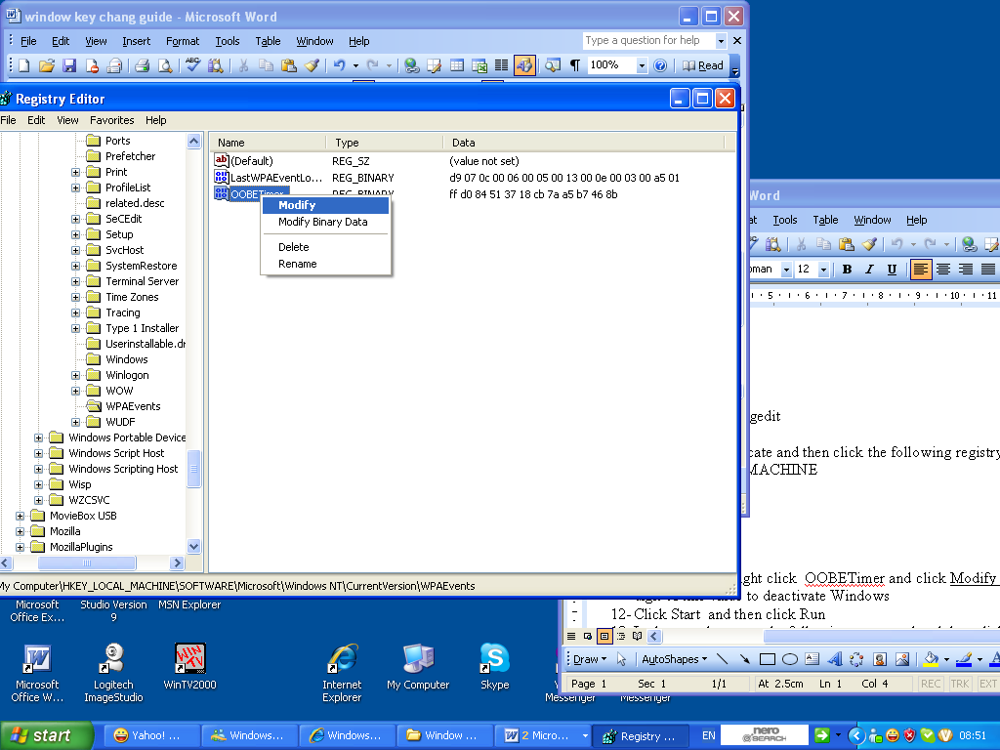 window key chang guide - Microsoft Word
File Edit View Insert Format Tools Table Window Help
Type a question for help
100%
Read
Registry Editor
File Edit View Favorites Help
Ports
Prefetcher
Print
ProfileList
related.desc
SeCEdit
Setup
SvcHost
SystemRestore
Terminal Server
Time Zones
Tracing
Type 1 Installer
Userinstallable.dr
Windows
Winlogon
WOW
WPAEvents
WUDF
Windows Portable Device
Windows Script Host
Windows Scripting Host
Wisp
WZCSVC
MovieBox USB
Mozilla
MozillaPlugins
Name Type Data
(Default) REG_SZ (value not set)
LastWPAEventLo... REG_BINARY d9 07 0c 00 06 00 05 00 13 00 0e 00 03 00 a5 01
OOBETimer REG_BINARY ff d0 84 51 37 18 cb 7a a5 b7 46 8b
Modify
Modify Binary Data
Delete
Rename
My Computer\HKEY_LOCAL_MACHINE\SOFTWARE\Microsoft\Windows NT\CurrentVersion\WPAEvents
Word
Tools Table Window Help
12 B I U
5 6 7 8 9 10 11
gedit
cate and then click the following registry
MACHINE
ght click OOBETimer and click Modify
to deactivate Windows
12- Click Start and then click Run
Draw AutoShapes
Page 1 Sec 1 1/1 At 2.5cm Ln 1 Col 4 REC TRK EXT
Microsoft Office Ex...
Studio Version 9
MSN Explorer
Microsoft Office W...
Logitech ImageStudio
WinTV2000
Internet Explorer
My Computer
Skype
Messenger
Messenger
start
Yahoo! ...
Windows...
Windows...
Window ...
2 Micro...
Registry ...
EN
nero SEARCH
08:51